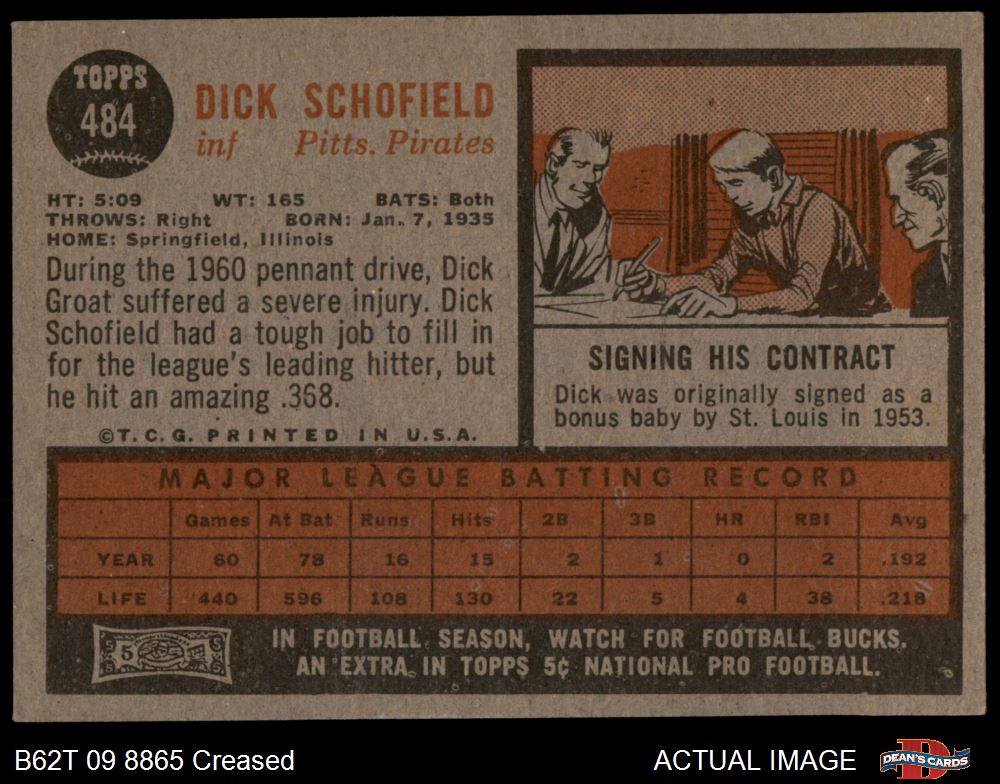 TOPPS
484
DICK SCHOFIELD
inf Pitts. Pirates
HT: 5:09 WT: 165 BATS: Both
THROWS: Right BORN: Jan. 7, 1935
HOME: Springfield, Illinois
During the 1960 pennant drive, Dick
Groat suffered a severe injury. Dick
Schofield had a tough job to fill in
for the league's leading hitter, but
he hit an amazing .368.
©T.C.G. PRINTED IN U.S.A.
SIGNING HIS CONTRACT
Dick was originally signed as a
bonus baby by St. Louis in 1953.
MAJOR LEAGUE BATTING RECORD
Games At Bat Runs Hits 2B 3B HR RBI Avg
YEAR 60 78 16 15 2 1 0 2 .192
LIFE 440 596 108 130 22 5 4 38 .218
5
IN FOOTBALL SEASON, WATCH FOR FOOTBALL BUCKS.
AN EXTRA IN TOPPS 5¢ NATIONAL PRO FOOTBALL.
B62T 09 8865 Creased ACTUAL IMAGE
DEAN'S CARDS